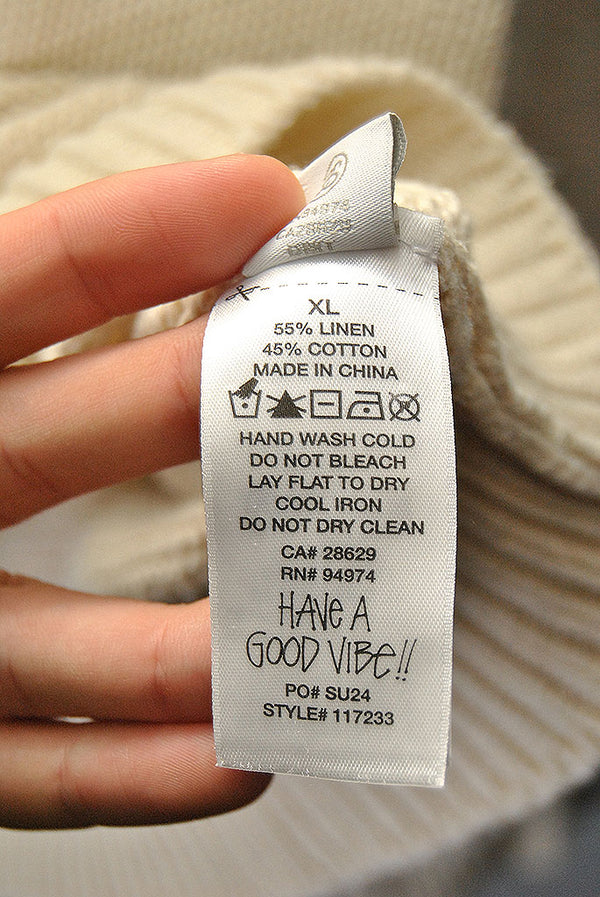 XL
55% LINEN
45% COTTON
MADE IN CHINA
HAND WASH COLD
DO NOT BLEACH
LAY FLAT TO DRY
COOL IRON
DO NOT DRY CLEAN
CA# 28629
RN# 94974
HAVE A
GOOD VIBE!!
PO# SU24
STYLE# 117233